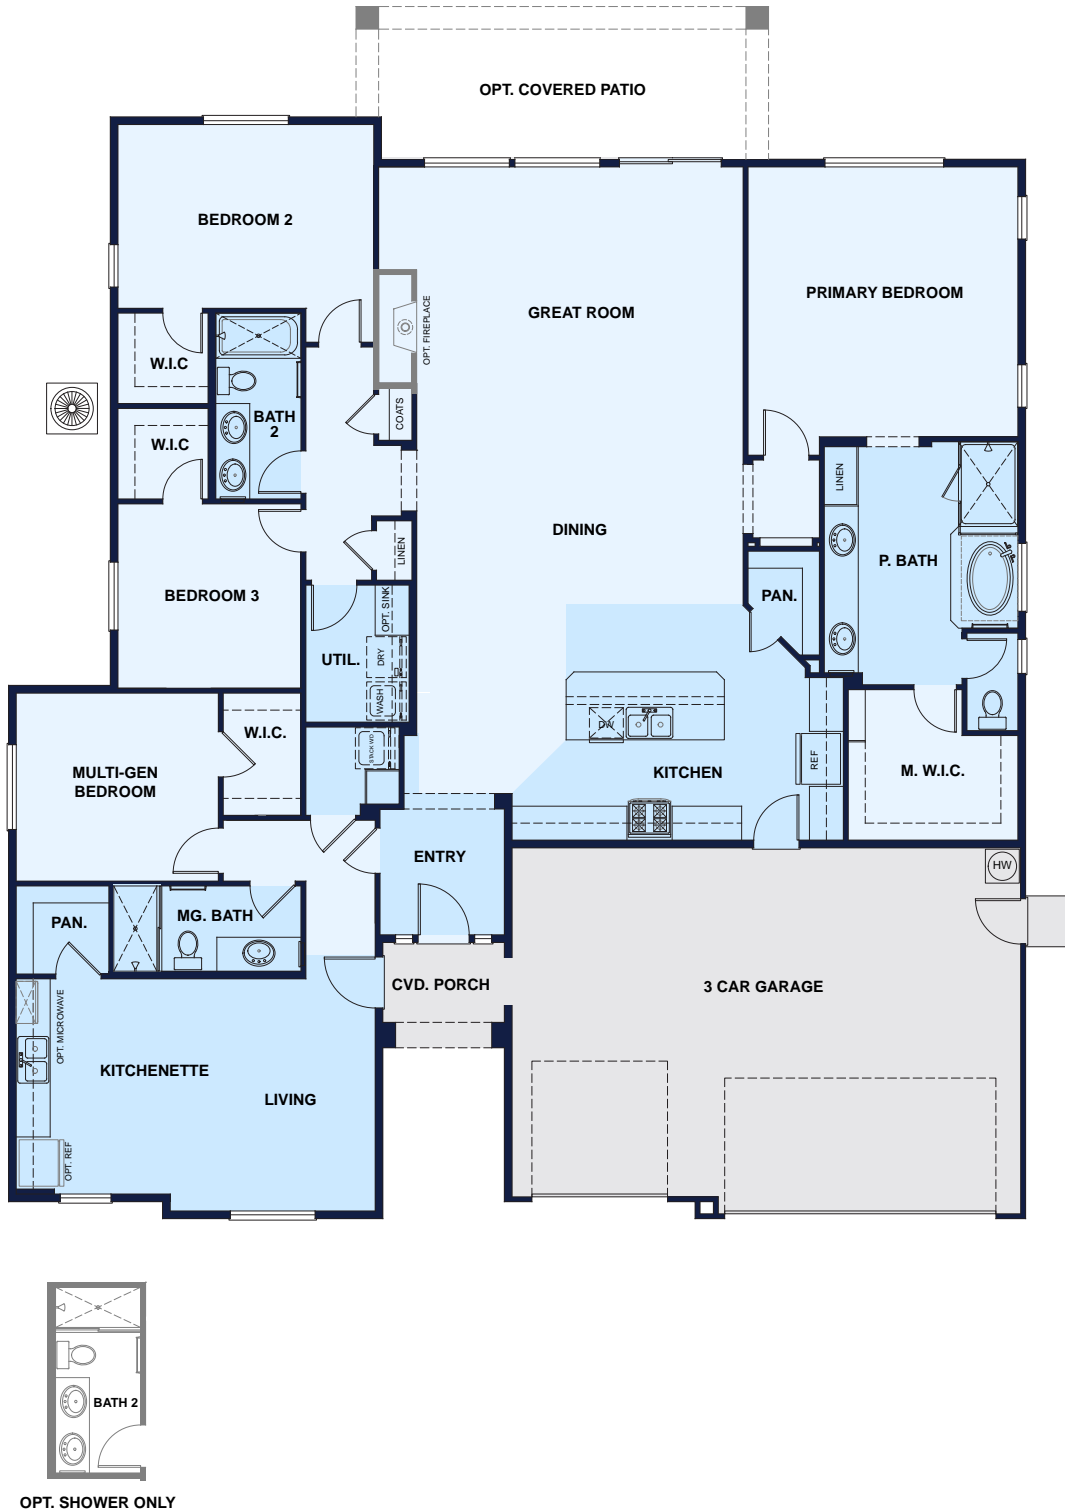 OPT. COVERED PATIO
BEDROOM 2
PRIMARY BEDROOM
GREAT ROOM
OPT. FIREPLACE
W.I.C
COATS
BATH
2
W.I.C
LINEN
DINING
LINEN
P. BATH
BEDROOM 3
PAN.
OPT. SINK
UTIL.
DRY
WASH
W.I.C.
DW
STACK W/D
MULTI-GEN
BEDROOM
KITCHEN
REF
M. W.I.C.
ENTRY
HW
PAN.
MG. BATH
CVD. PORCH
3 CAR GARAGE
OPT. MICROWAVE
KITCHENETTE
LIVING
OPT. REF
BATH 2
OPT. SHOWER ONLY